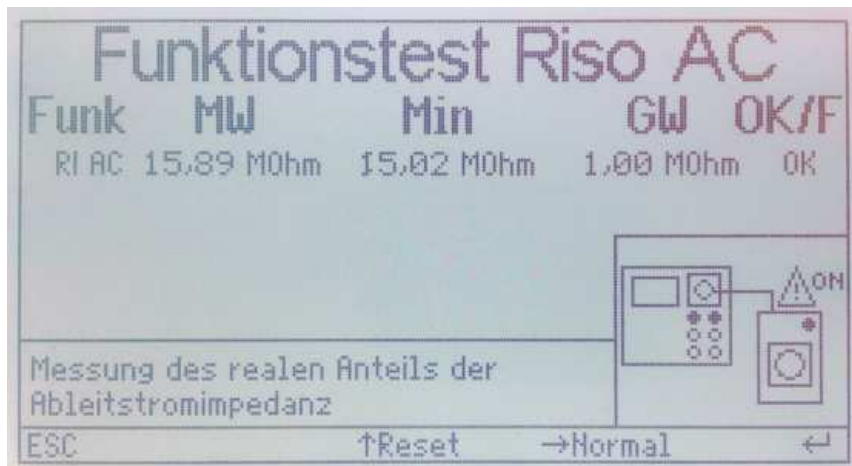 Funktionstest Riso AC
Funk MW Min GW OK/F
RI AC 15,89 MOhm 15,02 MOhm 1,00 MOhm OK
ON
Messung des realen Anteils der
Ableitstromimpedanz
ESC ↑Reset →Normal ↵